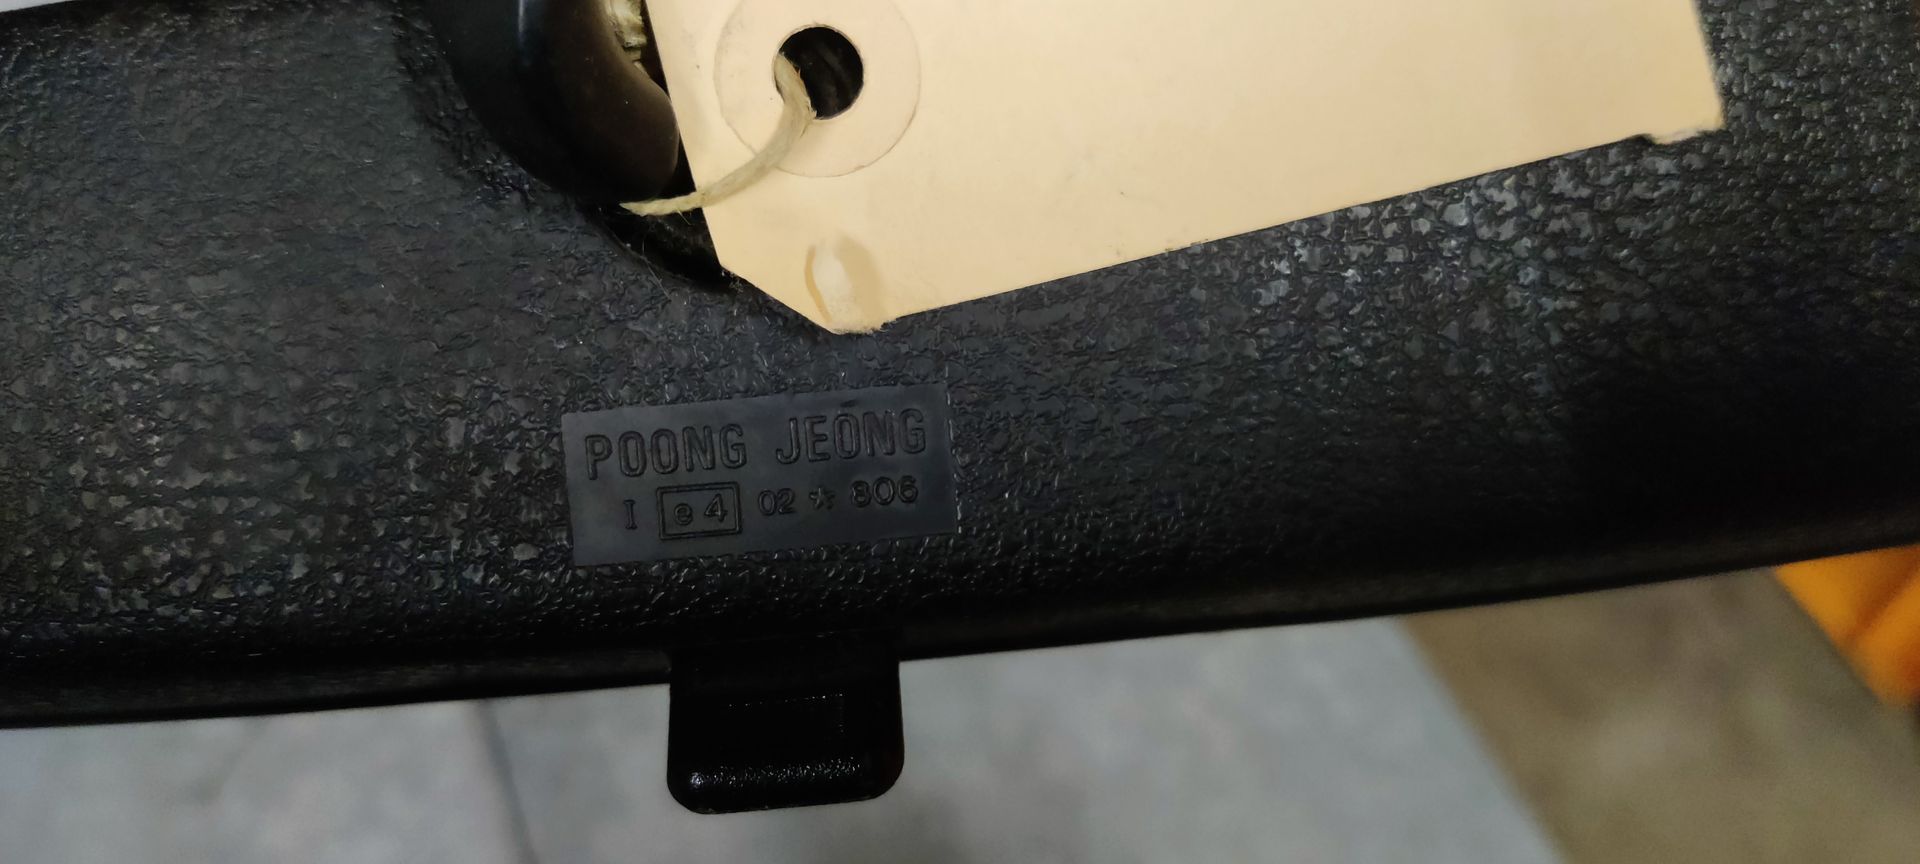 POONG JEONG
I e4 02 * 806